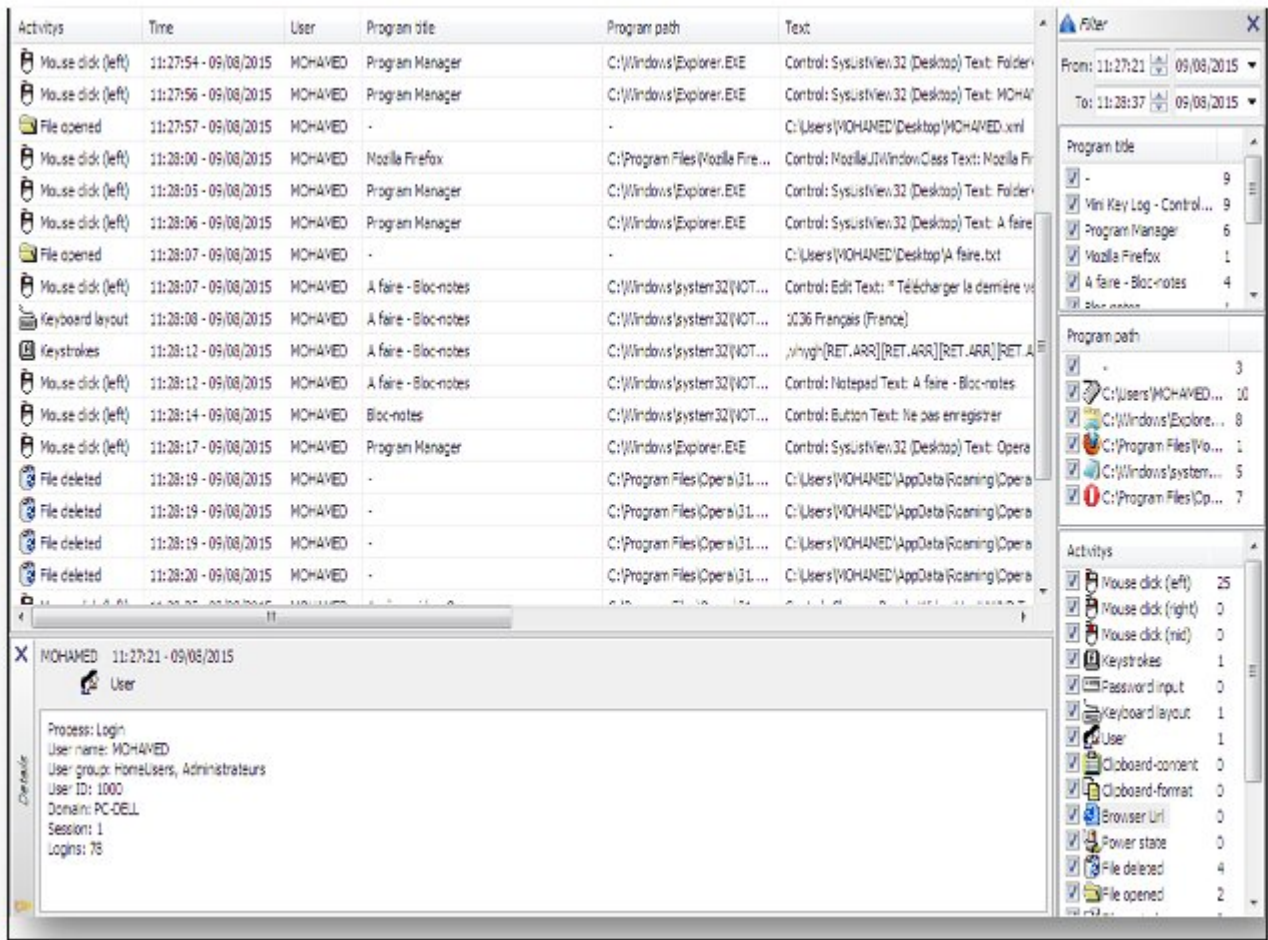 Activitys Time User Program title Program path Text
Mouse click (left) 11:27:54 - 09/08/2015 MOHAMED Program Manager C:\Windows\Explorer.EXE Control: SysListView32 (Desktop) Text: Folder
Mouse click (left) 11:27:56 - 09/08/2015 MOHAMED Program Manager C:\Windows\Explorer.EXE Control: SysListView32 (Desktop) Text: MOHA
File opened 11:27:57 - 09/08/2015 MOHAMED - - C:\Users\MOHAMED\Desktop\MOHAMED.xml
Mouse click (left) 11:28:00 - 09/08/2015 MOHAMED Mozilla Firefox C:\Program Files\Mozilla Fire... Control: MozillaUIWindowClass Text: Mozilla Fi
Mouse click (left) 11:28:05 - 09/08/2015 MOHAMED Program Manager C:\Windows\Explorer.EXE Control: SysListView32 (Desktop) Text: Folder
Mouse click (left) 11:28:06 - 09/08/2015 MOHAMED Program Manager C:\Windows\Explorer.EXE Control: SysListView32 (Desktop) Text: A faire
File opened 11:28:07 - 09/08/2015 MOHAMED - - C:\Users\MOHAMED\Desktop\A faire.txt
Mouse click (left) 11:28:07 - 09/08/2015 MOHAMED A faire - Bloc-notes C:\Windows\system32\NOT... Control: Edit Text: * Télécharger la dernière ve
Keyboard layout 11:28:08 - 09/08/2015 MOHAMED A faire - Bloc-notes C:\Windows\system32\NOT... 1036 Français (France)
Keystrokes 11:28:12 - 09/08/2015 MOHAMED A faire - Bloc-notes C:\Windows\system32\NOT... [RET.ARR][RET.ARR][RET.ARR][RET.A
Mouse click (left) 11:28:12 - 09/08/2015 MOHAMED A faire - Bloc-notes C:\Windows\system32\NOT... Control: Notepad Text: A faire - Bloc-notes
Mouse click (left) 11:28:14 - 09/08/2015 MOHAMED Bloc-notes C:\Windows\system32\NOT... Control: Button Text: Ne pas enregistrer
Mouse click (left) 11:28:17 - 09/08/2015 MOHAMED Program Manager C:\Windows\Explorer.EXE Control: SysListView32 (Desktop) Text: Opera
File deleted 11:28:19 - 09/08/2015 MOHAMED - C:\Program Files\Opera\31.... C:\Users\MOHAMED\AppData\Roaming\Opera
File deleted 11:28:19 - 09/08/2015 MOHAMED - C:\Program Files\Opera\31.... C:\Users\MOHAMED\AppData\Roaming\Opera
File deleted 11:28:19 - 09/08/2015 MOHAMED - C:\Program Files\Opera\31.... C:\Users\MOHAMED\AppData\Roaming\Opera
File deleted 11:28:20 - 09/08/2015 MOHAMED - C:\Program Files\Opera\31.... C:\Users\MOHAMED\AppData\Roaming\Opera
Filter
From: 11:27:21 09/08/2015
To: 11:28:37 09/08/2015
Program title
- 9
Mini Key Log - Control... 9
Program Manager 6
Mozilla Firefox 1
A faire - Bloc-notes 4
Program path
- 3
C:\Users\MOHAMED... 10
C:\Windows\Explore... 8
C:\Program Files\Mo... 1
C:\Windows\system... 5
C:\Program Files\Op... 7
Activitys
Mouse click (left) 25
Mouse click (right) 0
Mouse click (mid) 0
Keystrokes 1
Password input 0
Keyboard layout 1
User 1
Clipboard-content 0
Clipboard-format 0
Browser Url 0
Power state 0
File deleted 4
File opened 2
Details
MOHAMED 11:27:21 - 09/08/2015
User
Process: Login
User name: MOHAMED
User group: HomeUsers, Administrateurs
User ID: 1000
Domain: PC-DELL
Session: 1
Logins: 78